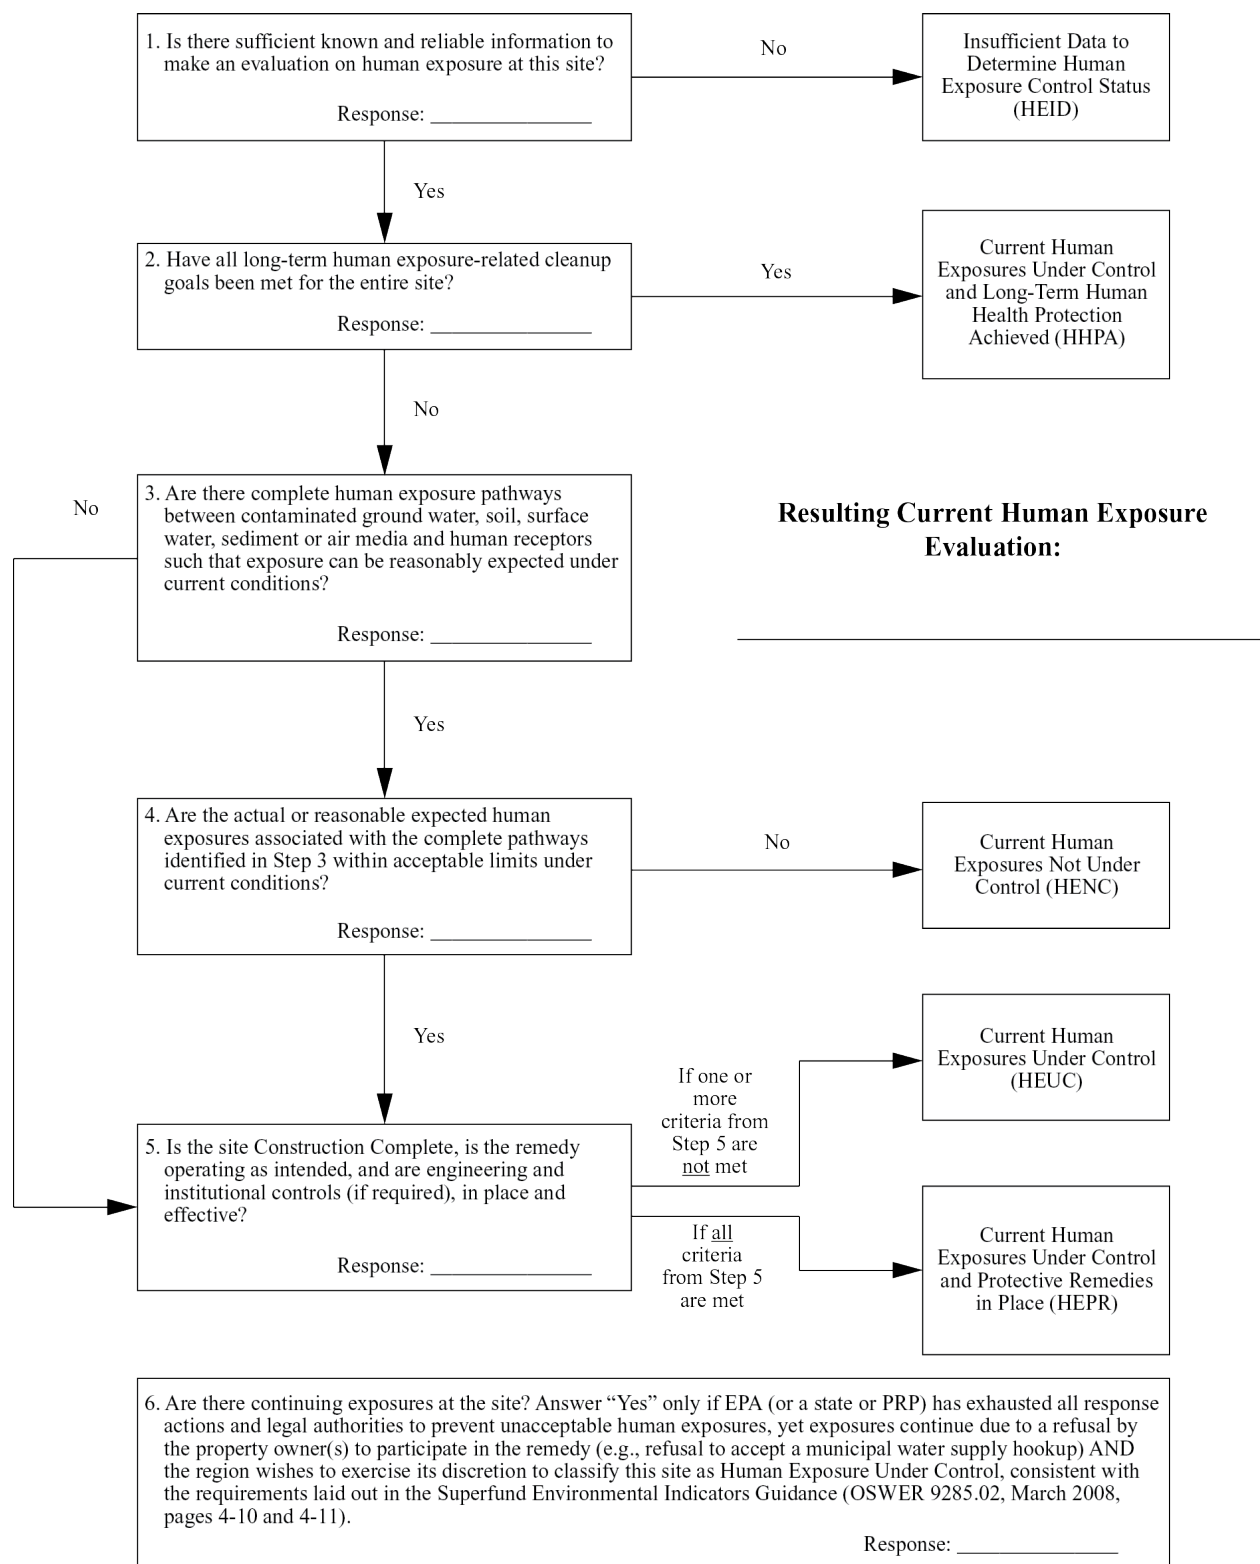 1. Is there sufficient known and reliable information to
make an evaluation on human exposure at this site?
Response: _______________
No
Insufficient Data to
Determine Human
Exposure Control Status
(HEID)
Yes
2. Have all long-term human exposure-related cleanup
goals been met for the entire site?
Response: _______________
Yes
Current Human
Exposures Under Control
and Long-Term Human
Health Protection
Achieved (HHPA)
No
3. Are there complete human exposure pathways
between contaminated ground water, soil, surface
water, sediment or air media and human receptors
such that exposure can be reasonably expected under
current conditions?
Response: _______________
No
Resulting Current Human Exposure
Evaluation:
Yes
4. Are the actual or reasonable expected human
exposures associated with the complete pathways
identified in Step 3 within acceptable limits under
current conditions?
Response: _______________
No
Current Human
Exposures Not Under
Control (HENC)
Yes
5. Is the site Construction Complete, is the remedy
operating as intended, and are engineering and
institutional controls (if required), in place and
effective?
Response: _______________
If one or
more
criteria from
Step 5 are
not met
Current Human
Exposures Under Control
(HEUC)
If all
criteria
from Step 5
are met
Current Human
Exposures Under Control
and Protective Remedies
in Place (HEPR)
6. Are there continuing exposures at the site? Answer “Yes” only if EPA (or a state or PRP) has exhausted all response
actions and legal authorities to prevent unacceptable human exposures, yet exposures continue due to a refusal by
the property owner(s) to participate in the remedy (e.g., refusal to accept a municipal water supply hookup) AND
the region wishes to exercise its discretion to classify this site as Human Exposure Under Control, consistent with
the requirements laid out in the Superfund Environmental Indicators Guidance (OSWER 9285.02, March 2008,
pages 4-10 and 4-11).
Response: _______________